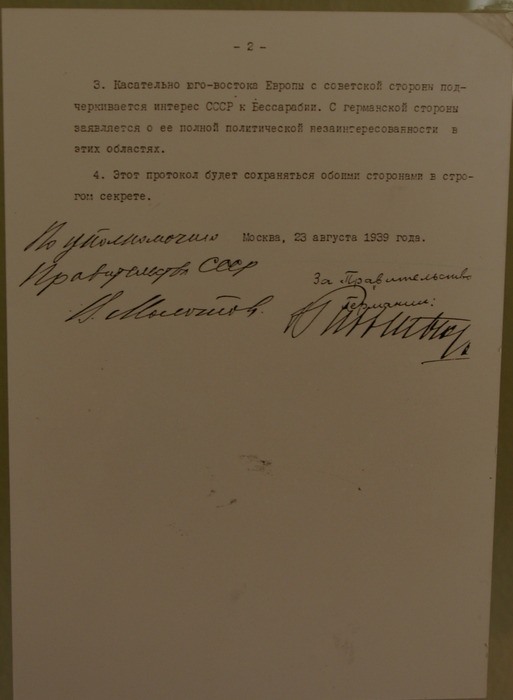 - 2 -
3. Касательно юго-востока Европы с советской стороны под-
черкивается интерес СССР к Бессарабии. С германской стороны
заявляется о ее полной политической незаинтересованности в
этих областях.
4. Этот протокол будет сохраняться обоими сторонами в стро-
гом секрете.
Москва, 23 августа 1939 года.
По уполномочию
Правительства СССР
В. Молотов.
За Правительство
Германии: